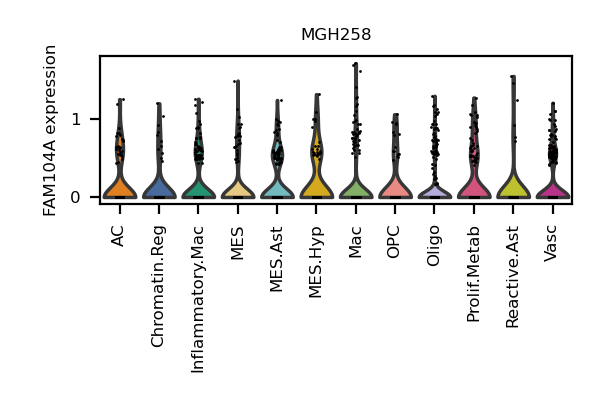 MGH258
FAM104A expression
1
0
AC
Chromatin.Reg
Inflammatory.Mac
MES
MES.Ast
MES.Hyp
Mac
OPC
Oligo
Prolif.Metab
Reactive.Ast
Vasc